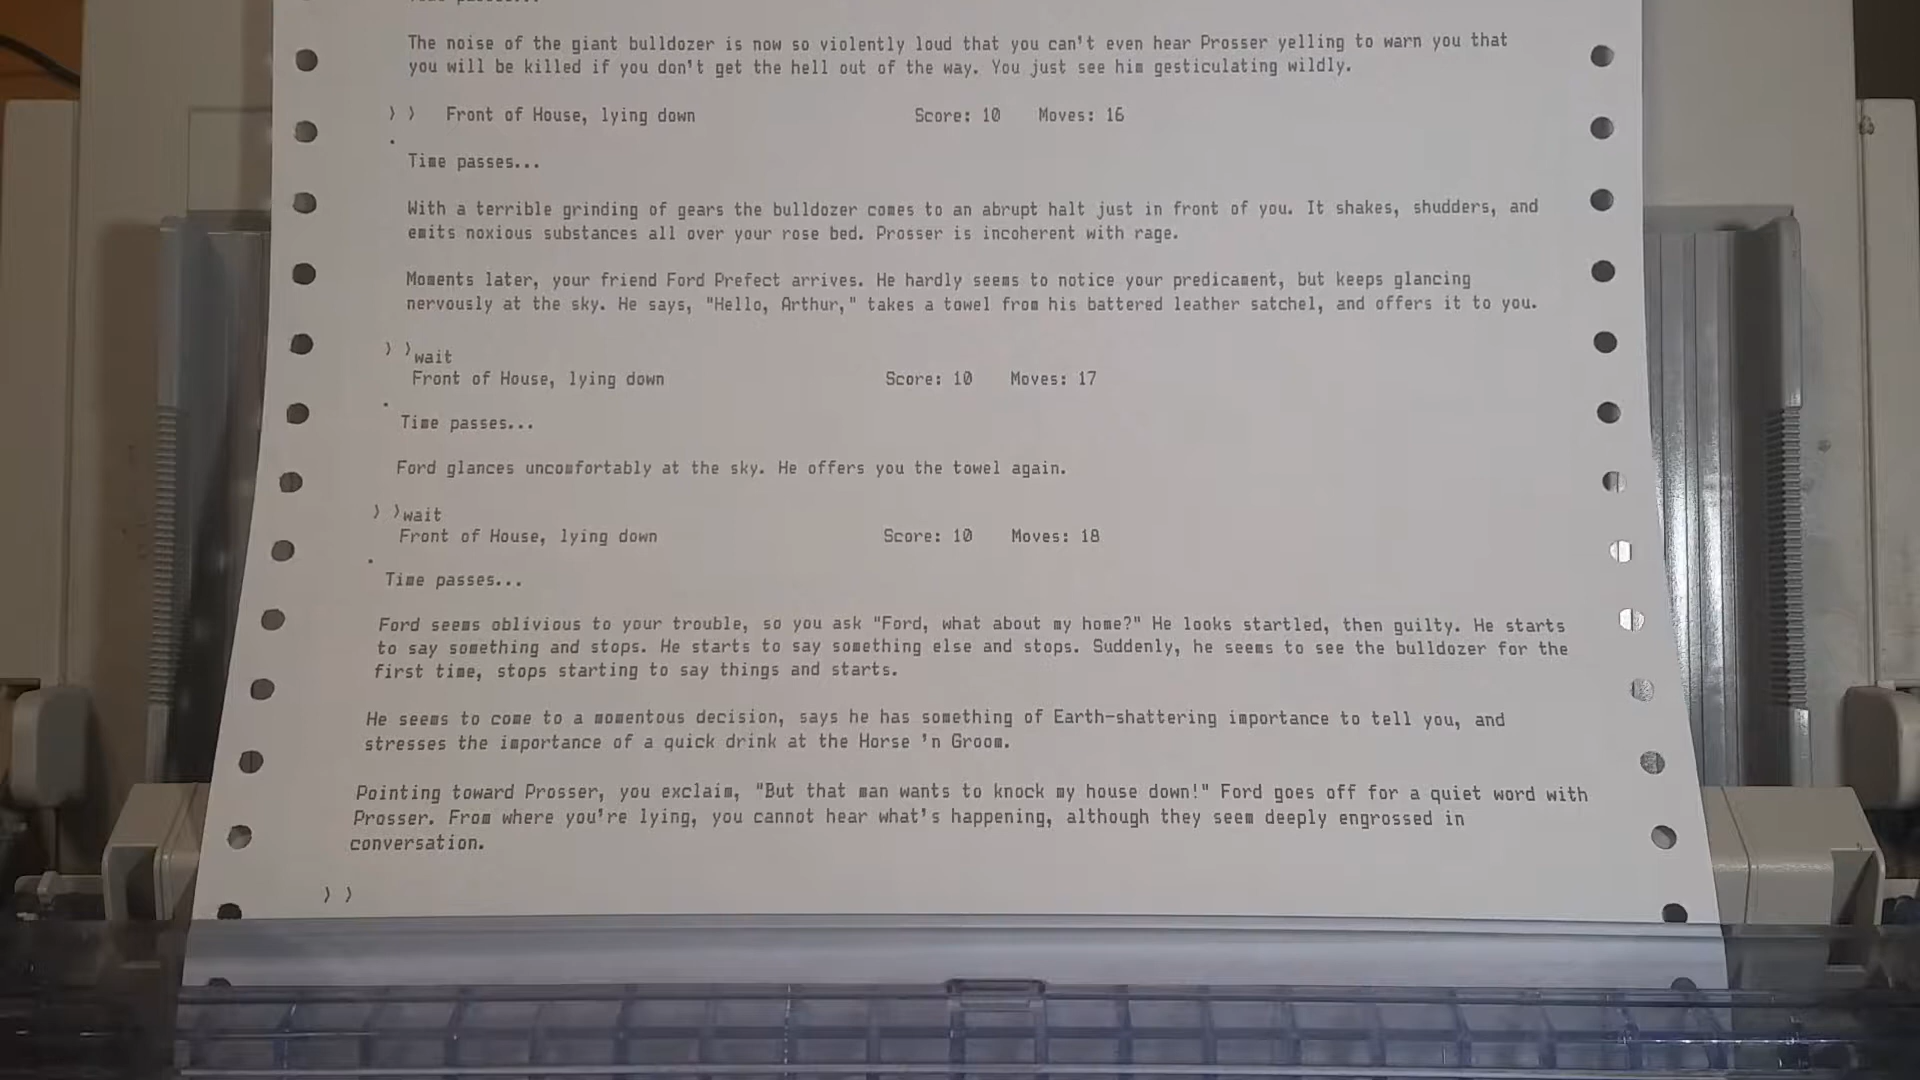 The noise of the giant bulldozer is now so violently loud that you can't even hear Prosser yelling to warn you that
you will be killed if you don't get the hell out of the way. You just see him gesticulating wildly.
> > Front of House, lying down Score: 10 Moves: 16
.
Time passes...
With a terrible grinding of gears the bulldozer comes to an abrupt halt just in front of you. It shakes, shudders, and
emits noxious substances all over your rose bed. Prosser is incoherent with rage.
Moments later, your friend Ford Prefect arrives. He hardly seems to notice your predicament, but keeps glancing
nervously at the sky. He says, "Hello, Arthur," takes a towel from his battered leather satchel, and offers it to you.
> >wait
Front of House, lying down Score: 10 Moves: 17
.
Time passes...
Ford glances uncomfortably at the sky. He offers you the towel again.
> >wait
Front of House, lying down Score: 10 Moves: 18
.
Time passes...
Ford seems oblivious to your trouble, so you ask "Ford, what about my home?" He looks startled, then guilty. He starts
to say something and stops. He starts to say something else and stops. Suddenly, he seems to see the bulldozer for the
first time, stops starting to say things and starts.
He seems to come to a momentous decision, says he has something of Earth-shattering importance to tell you, and
stresses the importance of a quick drink at the Horse 'n Groom.
Pointing toward Prosser, you exclaim, "But that man wants to knock my house down!" Ford goes off for a quiet word with
Prosser. From where you're lying, you cannot hear what's happening, although they seem deeply engrossed in
conversation.
> >